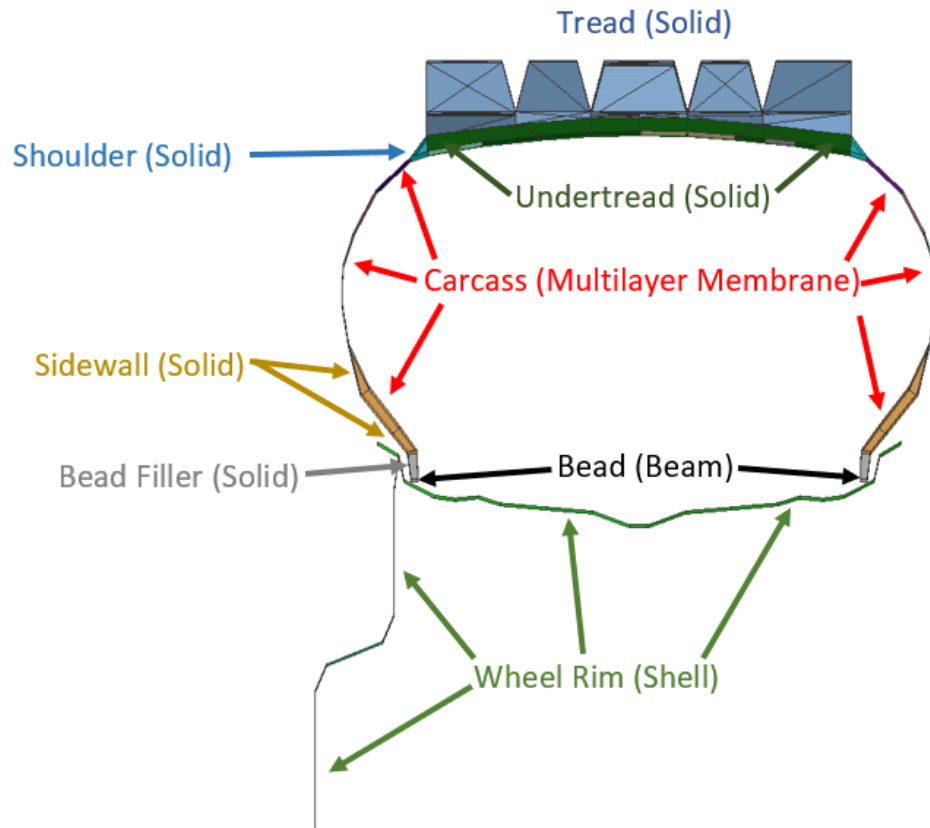 Tread (Solid)
Shoulder (Solid)
Undertread (Solid)
Carcass (Multilayer Membrane)
Sidewall (Solid)
Bead (Beam)
Bead Filler (Solid)
Wheel Rim (Shell)